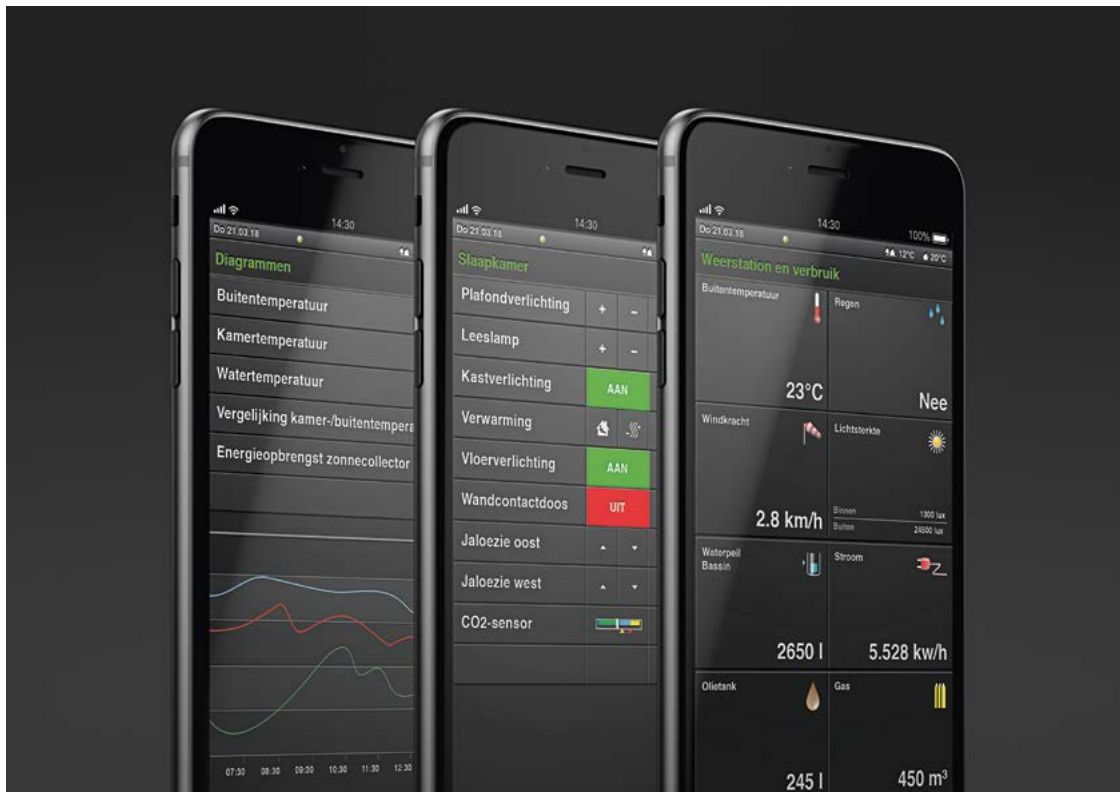 14:30
Do 21.03.18
Diagrammen
Buitentemperatuur
Kamertemperatuur
Watertemperatuur
Vergelijking kamer-/buitentempera
Energieopbrengst zonnecollector
07:30 08:30 09:30 10:30 11:30 12:30
14:30
Do 21.03.18
Slaapkamer
Plafondverlichting + -
Leeslamp + -
Kastverlichting AAN
Verwarming
Vloerverlichting AAN
Wandcontactdoos UIT
Jaloezie oost
Jaloezie west
CO2-sensor
14:30 100%
Do 21.03.18 12°C 20°C
Weerstation en verbruik
Buitentemperatuur
23°C
Regen
Nee
Windkracht
2.8 km/h
Lichtsterkte
Binnen 1300 lux
Buiten 24500 lux
Waterpeil
Bassin
2650 l
Stroom
5.528 kw/h
Olietank
245 l
Gas
450 m³